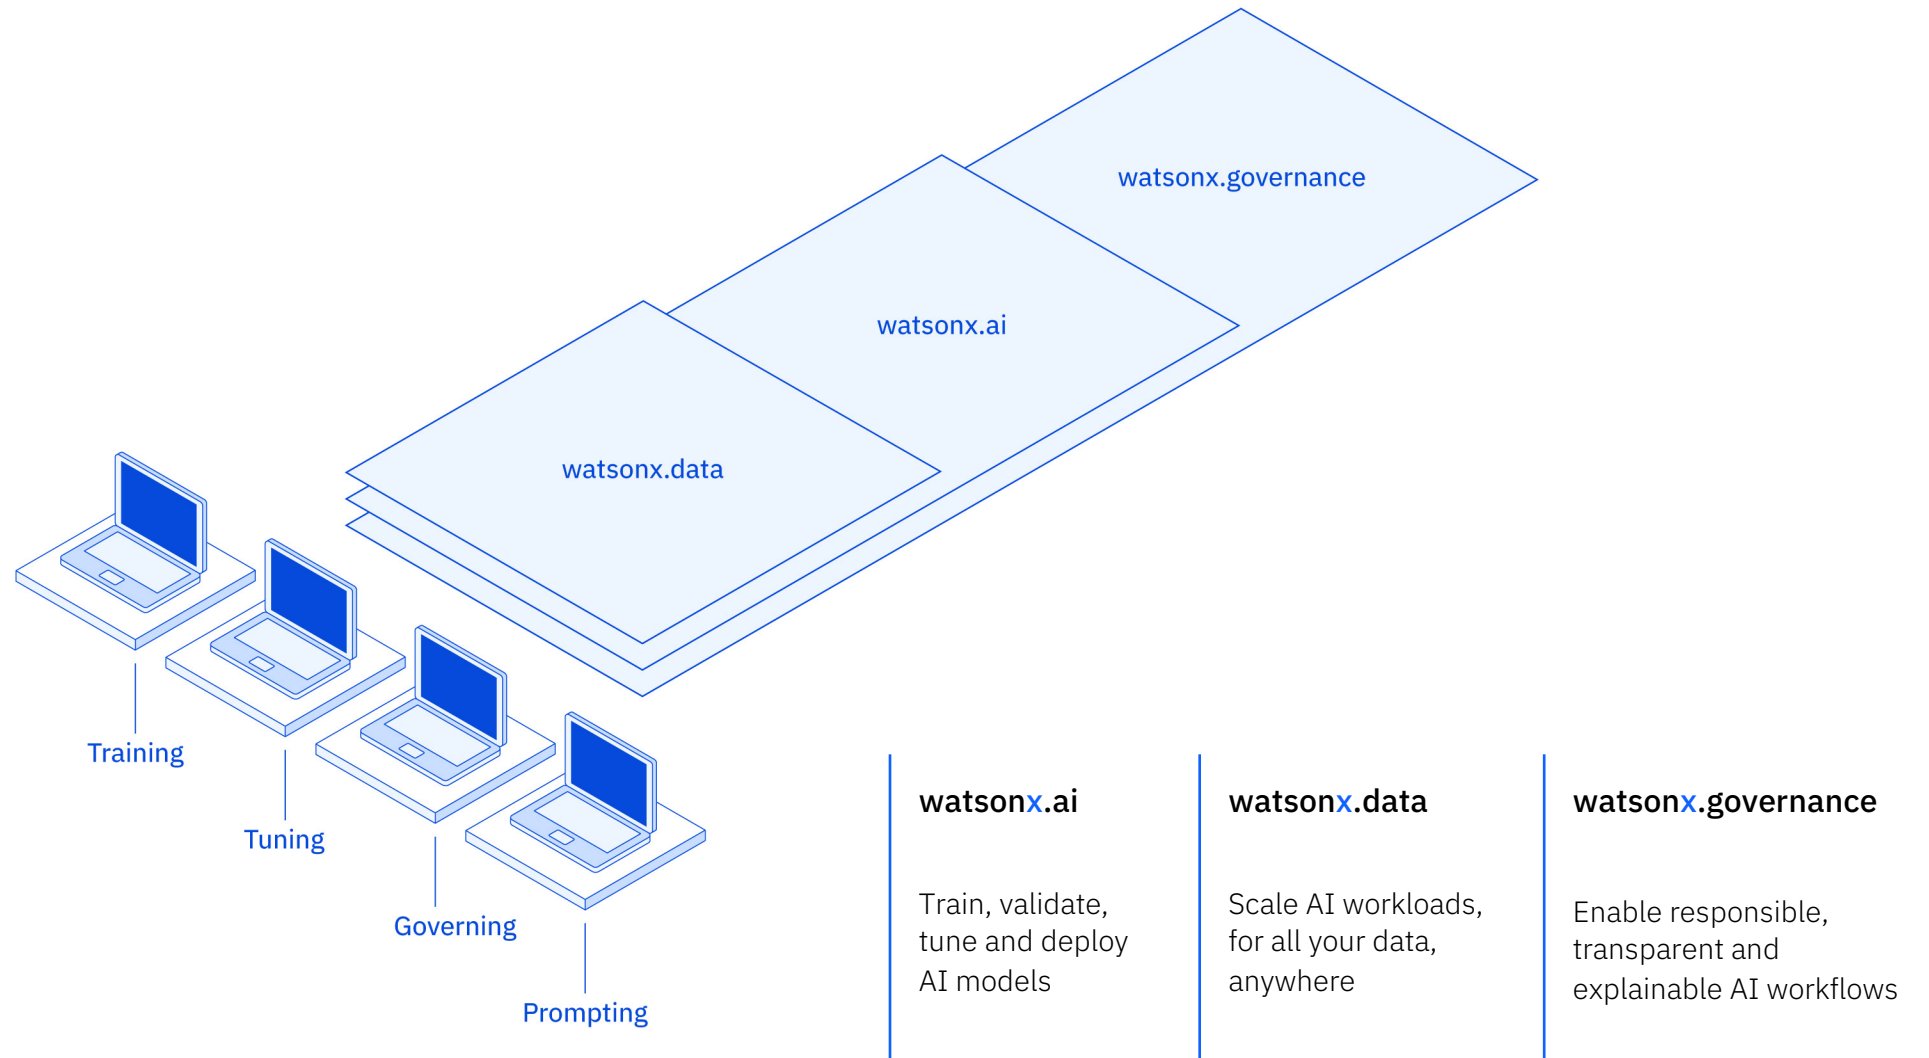 watsonx.governance
watsonx.ai
watsonx.data
Training
Tuning
Governing
Prompting
watsonx.ai
Train, validate,
tune and deploy
AI models
watsonx.data
Scale AI workloads,
for all your data,
anywhere
watsonx.governance
Enable responsible,
transparent and
explainable AI workflows